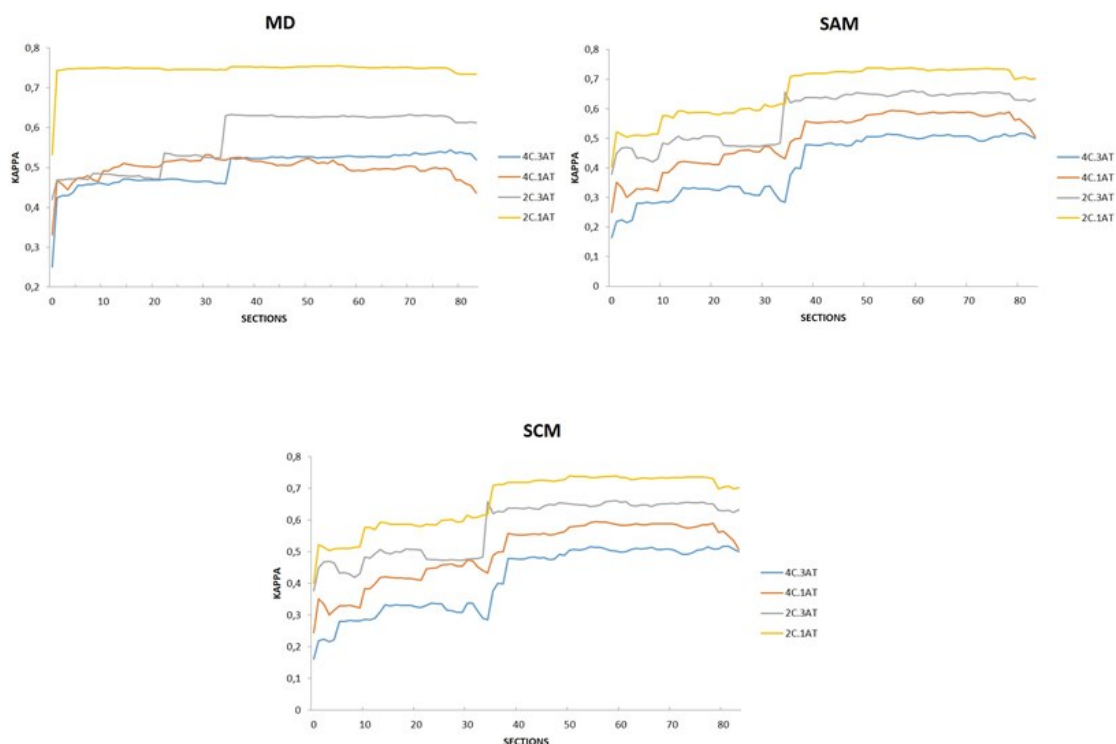 MD
0,8
0,7
0,6
0,5
0,4
0,3
0,2
KAPPA
0 10 20 30 40 50 60 70 80
SECTIONS
4C.3AT
4C.1AT
2C.3AT
2C.1AT
SAM
0,8
0,7
0,6
0,5
0,4
0,3
0,2
0,1
0
KAPPA
0 10 20 30 40 50 60 70 80
SECTIONS
4C.3AT
4C.1AT
2C.3AT
2C.1AT
SCM
0,8
0,7
0,6
0,5
0,4
0,3
0,2
0,1
0
KAPPA
0 10 20 30 40 50 60 70 80
SECTIONS
4C.3AT
4C.1AT
2C.3AT
2C.1AT